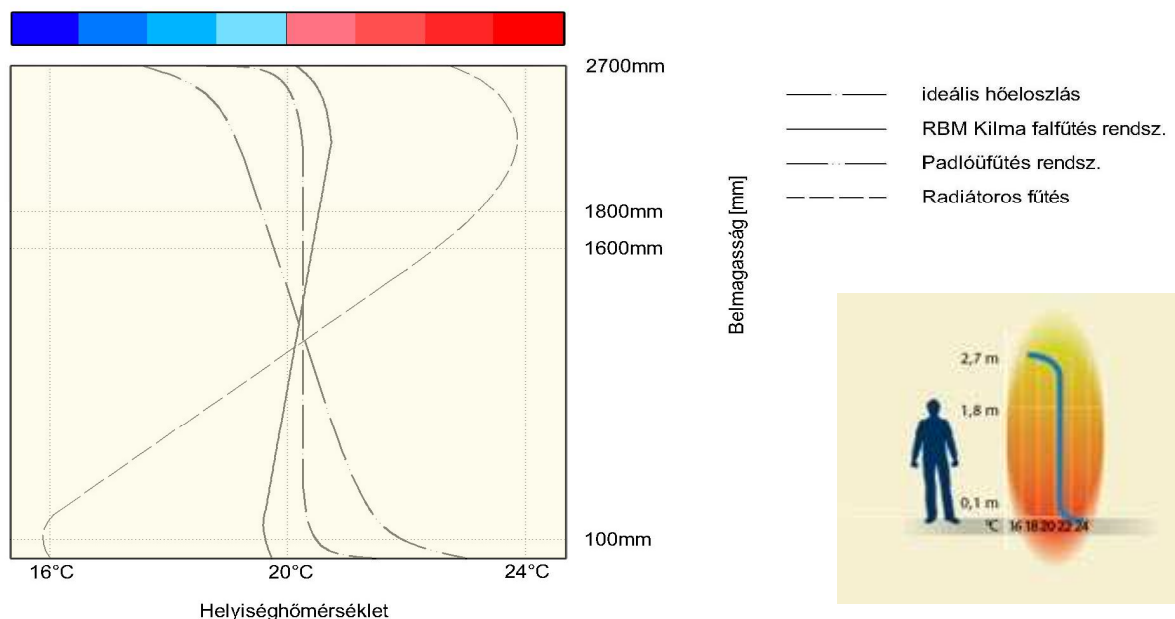 2700mm
1800mm
1600mm
100mm
16°C
20°C
24°C
Helyiséghőmérséklet
Belmagasság [mm]
ideális hőeloszlás
RBM Kilma falfűtés rendsz.
Padlóüfűtés rendsz.
Radiátoros fűtés
2,7 m
1,8 m
0,1 m
°C 16 18 20 22 24